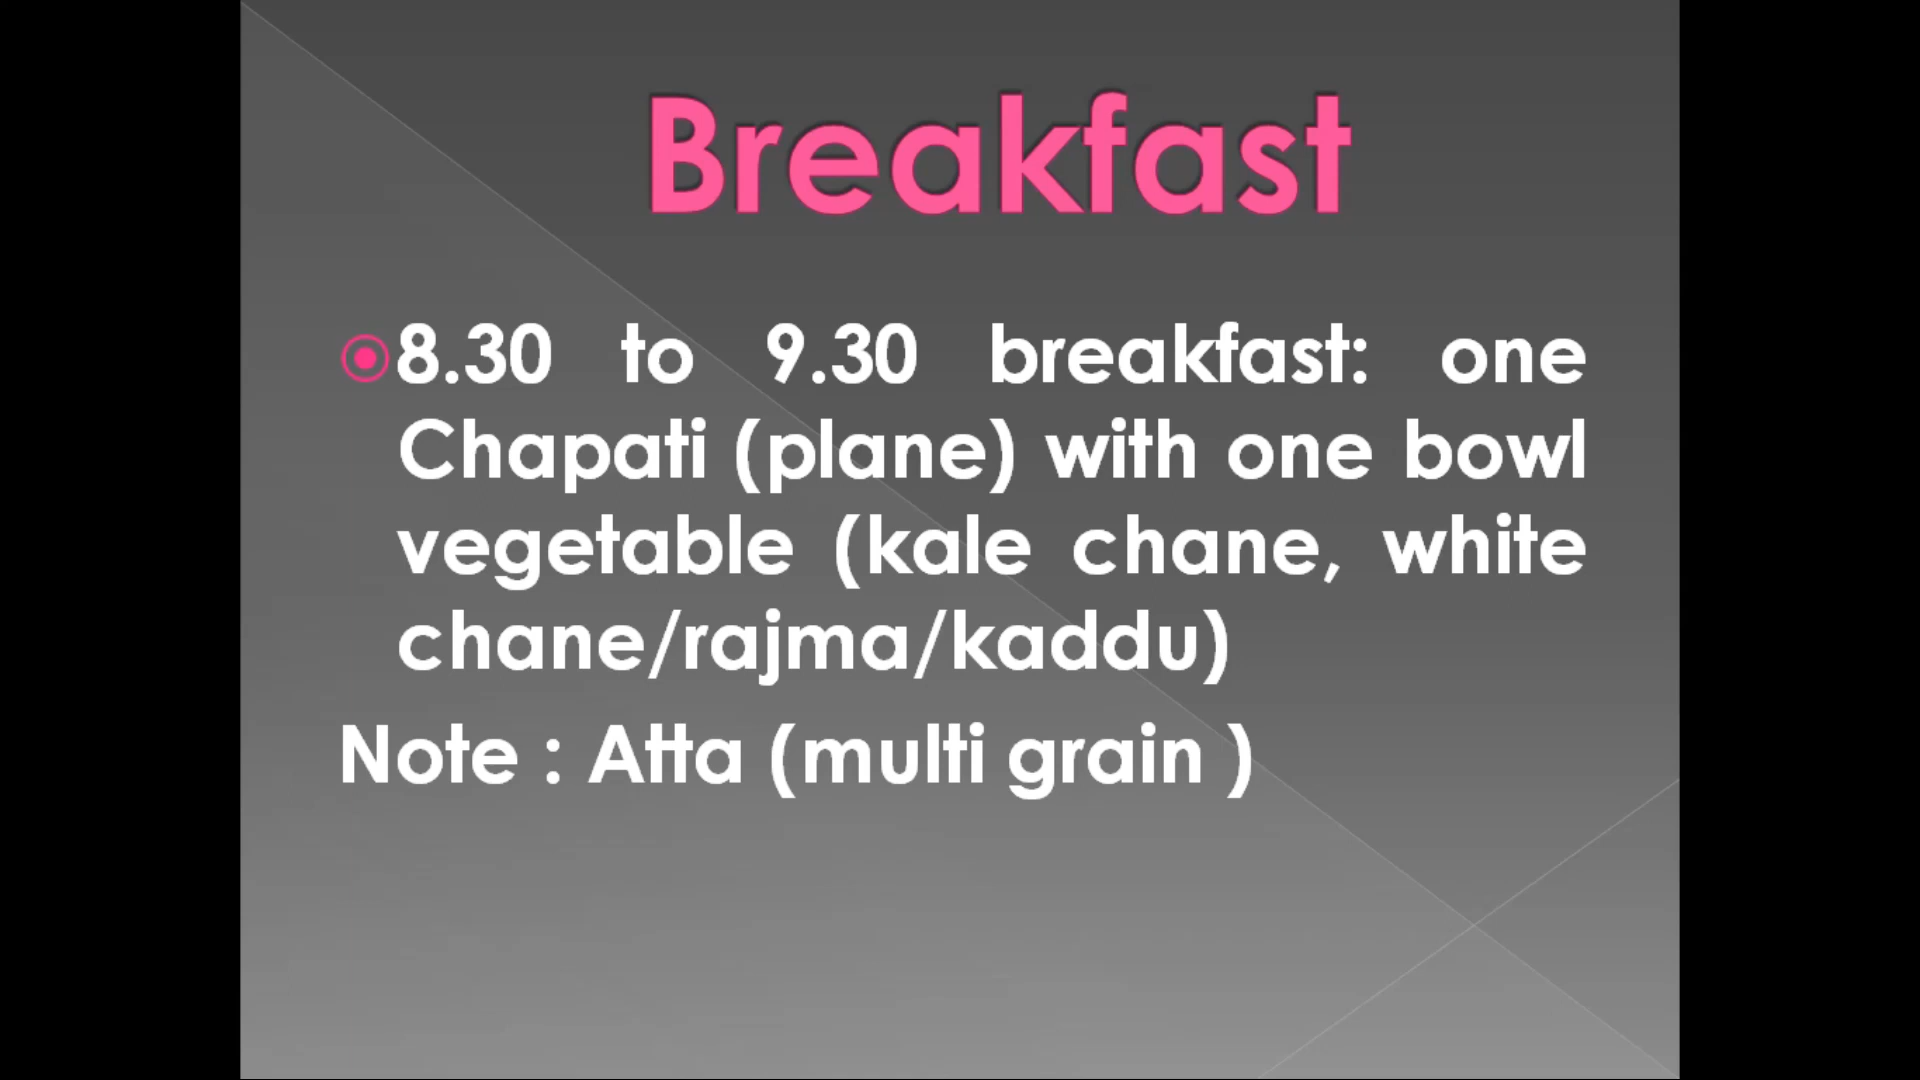 Breakfast
8.30 to 9.30 breakfast: one
Chapati (plane) with one bowl
vegetable (kale chane, white
chane/rajma/kaddu)
Note : Atta (multi grain )